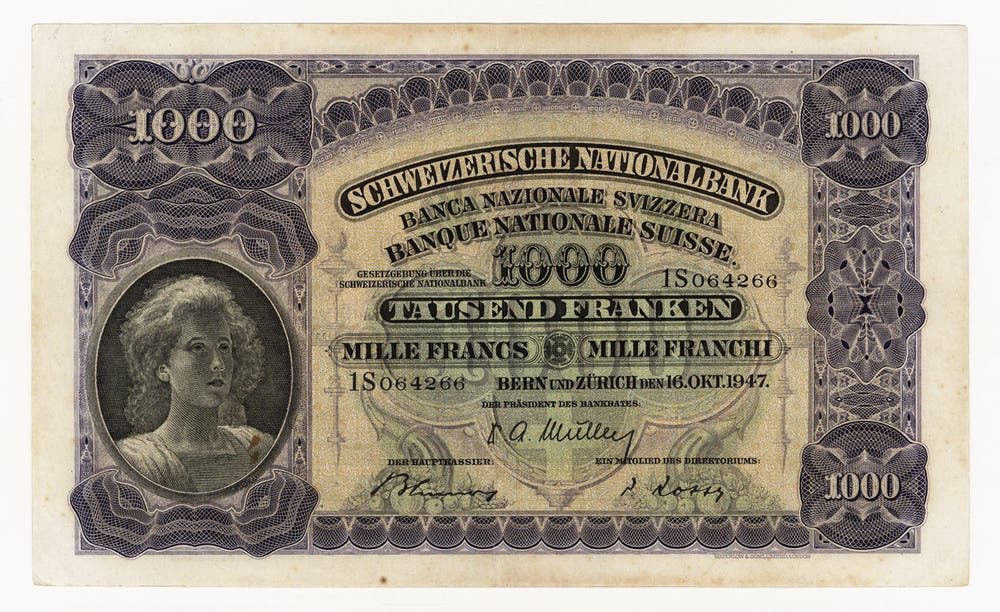 1000
1000
SCHWEIZERISCHE NATIONALBANK
BANCA NAZIONALE SVIZZERA
BANQUE NATIONALE SUISSE.
GESETZGEBUNG ÜBER DIE
SCHWEIZERISCHE NATIONALBANK
1000
1S064266
TAUSEND FRANKEN
MILLE FRANCS MILLE FRANCHI
1S064266 BERN UND ZÜRICH DEN 16. OKT. 1947.
DER PRÄSIDENT DES BANKRATES:
A. Müller
DER HAUPTKASSIER: EIN MITGLIED DES DIREKTORIUMS:
1000